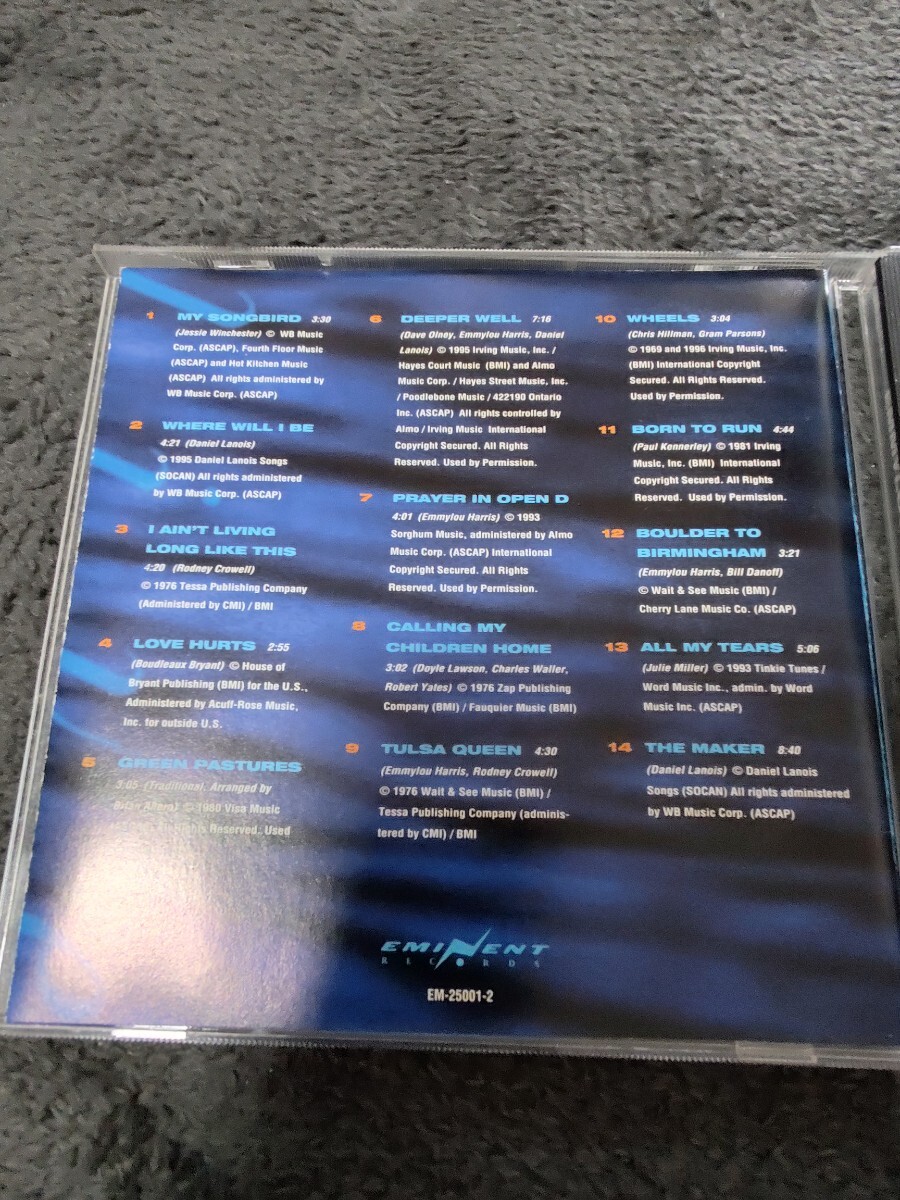 1 MY SONGBIRD 3:30
(Jessie Winchester) © WB Music
Corp. (ASCAP), Fourth Floor Music
(ASCAP) and Hot Kitchen Music
(ASCAP) All rights administered by
WB Music Corp. (ASCAP)
2 WHERE WILL I BE
4:21 (Daniel Lanois)
© 1995 Daniel Lanois Songs
(SOCAN) All rights administered
by WB Music Corp. (ASCAP)
3 I AIN'T LIVING
LONG LIKE THIS
4:20 (Rodney Crowell)
© 1976 Tessa Publishing Company
(Administered by CMI) / BMI
4 LOVE HURTS 2:55
(Boudleaux Bryant) © House of
Bryant Publishing (BMI) for the U.S.,
Administered by Acuff-Rose Music,
Inc. for outside U.S.
5 GREEN PASTURES
3:05 (Traditional, Arranged by
Brian Ahern) © 1980 Visa Music
All Rights Reserved. Used
6 DEEPER WELL 7:16
(Dave Olney, Emmylou Harris, Daniel
Lanois) © 1995 Irving Music, Inc. /
Hayes Court Music (BMI) and Almo
Music Corp. / Hayes Street Music, Inc.
/ Poodlebone Music / 422190 Ontario
Inc. (ASCAP) All rights controlled by
Almo / Irving Music International
Copyright Secured. All Rights
Reserved. Used by Permission.
7 PRAYER IN OPEN D
4:01 (Emmylou Harris) © 1993
Sorghum Music, administered by Almo
Music Corp. (ASCAP) International
Copyright Secured. All Rights
Reserved. Used by Permission.
8 CALLING MY
CHILDREN HOME
3:02 (Doyle Lawson, Charles Waller,
Robert Yates) © 1976 Zap Publishing
Company (BMI) / Fauquier Music (BMI)
9 TULSA QUEEN 4:30
(Emmylou Harris, Rodney Crowell)
© 1976 Wait & See Music (BMI) /
Tessa Publishing Company (adminis-
tered by CMI) / BMI
10 WHEELS 3:04
(Chris Hillman, Gram Parsons)
© 1969 and 1996 Irving Music, Inc.
(BMI) International Copyright
Secured. All Rights Reserved.
Used by Permission.
11 BORN TO RUN 4:44
(Paul Kennerley) © 1981 Irving
Music, Inc. (BMI) International
Copyright Secured. All Rights
Reserved. Used by Permission.
12 BOULDER TO
BIRMINGHAM 3:21
(Emmylou Harris, Bill Danoff)
© Wait & See Music (BMI) /
Cherry Lane Music Co. (ASCAP)
13 ALL MY TEARS 5:06
(Julie Miller) © 1993 Tinkie Tunes /
Word Music Inc., admin. by Word
Music Inc. (ASCAP)
14 THE MAKER 8:40
(Daniel Lanois) © Daniel Lanois
Songs (SOCAN) All rights administered
by WB Music Corp. (ASCAP)
EMINENT
RECORDS
EM-25001-2